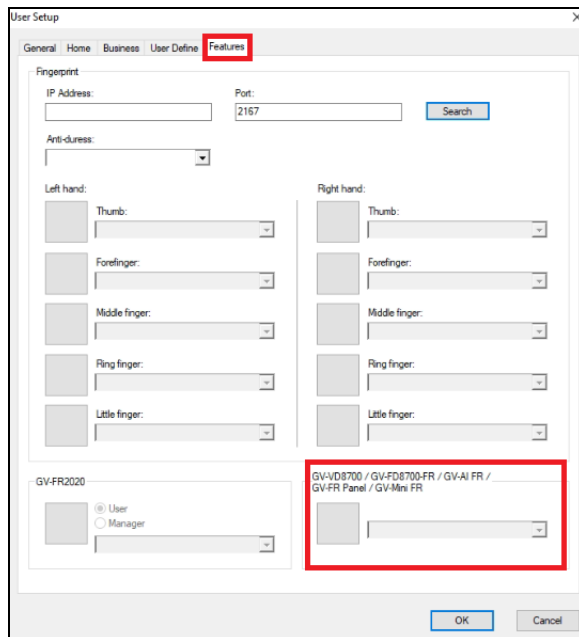 User Setup
General Home Business User Define Features
Fingerprint
IP Address: Port:
2167 Search
Anti-duress:
Left hand: Right hand:
Thumb: Thumb:
Forefinger: Forefinger:
Middle finger: Middle finger:
Ring finger: Ring finger:
Little finger: Little finger:
GV-FR2020
User
Manager
GV-VD8700 / GV-FD8700-FR / GV-AI FR /
GV-FR Panel / GV-Mini FR
OK Cancel